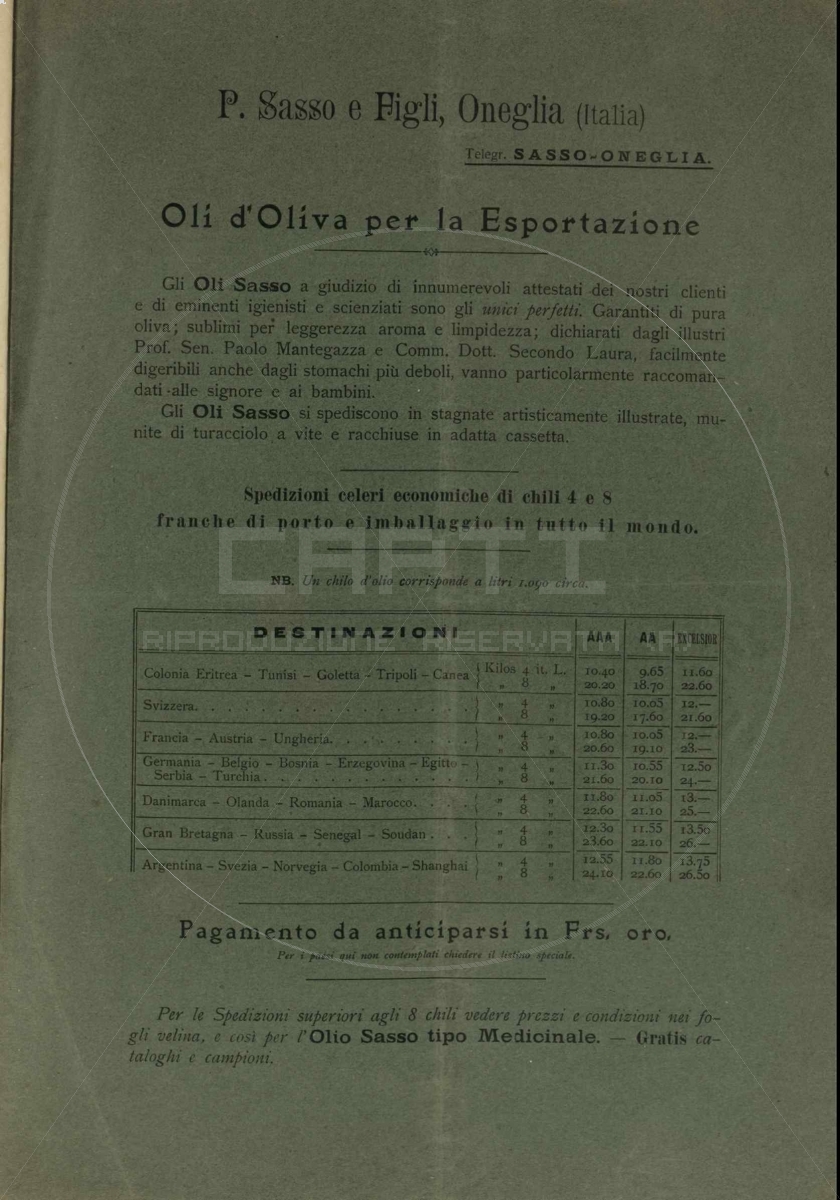 P. Sasso e Figli, Oneglia (Italia)
Telegr. SASSO-ONEGLIA.
Oli d'Oliva per la Esportazione
Gli Oli Sasso a giudizio di innumerevoli attestati dei nostri clienti
e di eminenti igienisti e scienziati sono gli unici perfetti. Garantiti di pura
oliva; sublimi per leggerezza aroma e limpidezza; dichiarati dagli illustri
Prof. Sen. Paolo Mantegazza e Comm. Dott. Secondo Laura, facilmente
digeribili anche dagli stomachi più deboli, vanno particolarmente raccoman-
dati alle signore e ai bambini.
Gli Oli Sasso si spediscono in stagnate artisticamente illustrate, mu-
nite di turacciolo a vite e racchiuse in adatta cassetta.
Spedizioni celeri economiche di chili 4 e 8
franche di porto e imballaggio in tutto il mondo.
CAPTI
NB. Un chilo d'olio corrisponde a litri 1.090 circa.
DESTINAZIONI AAA AA EXCELSIOR
RIPRODUZIONE RISERVATA
Colonia Eritrea - Tunisi - Goletta - Tripoli - Canea } Kilos 4 it. L. 10.40 9.65 11.60
„ 8 „ 20.20 18.70 22.60
Svizzera. . . . . . . . . . . . . . . . . } „ 4 „ 10.80 10.05 12.—
„ 8 „ 19.20 17.60 21.60
Francia - Austria - Ungheria. . . . . . . . . } „ 4 „ 10.80 10.05 12.—
„ 8 „ 20.60 19.10 23.—
Germania - Belgio - Bosnia - Erzegovina - Egitto - } „ 4 „ 11.30 10.55 12.50
Serbia - Turchia. . . . . . . . . . . . . „ 8 „ 21.60 20.10 24.—
Danimarca - Olanda - Romania - Marocco. . . . } „ 4 „ 11.80 11.05 13.—
„ 8 „ 22.60 21.10 25.—
Gran Bretagna - Russia - Senegal - Soudan . . . } „ 4 „ 12.30 11.55 13.50
„ 8 „ 23.60 22.10 26.—
Argentina - Svezia - Norvegia - Colombia - Shanghai } „ 4 „ 12.55 11.80 13.75
„ 8 „ 24.10 22.60 26.50
Pagamento da anticiparsi in Frs. oro.
Per i paesi qui non contemplati chiedere il listino speciale.
Per le Spedizioni superiori agli 8 chili vedere prezzi e condizioni nei fo-
gli velina, e così per l'Olio Sasso tipo Medicinale. — Gratis ca-
taloghi e campioni.